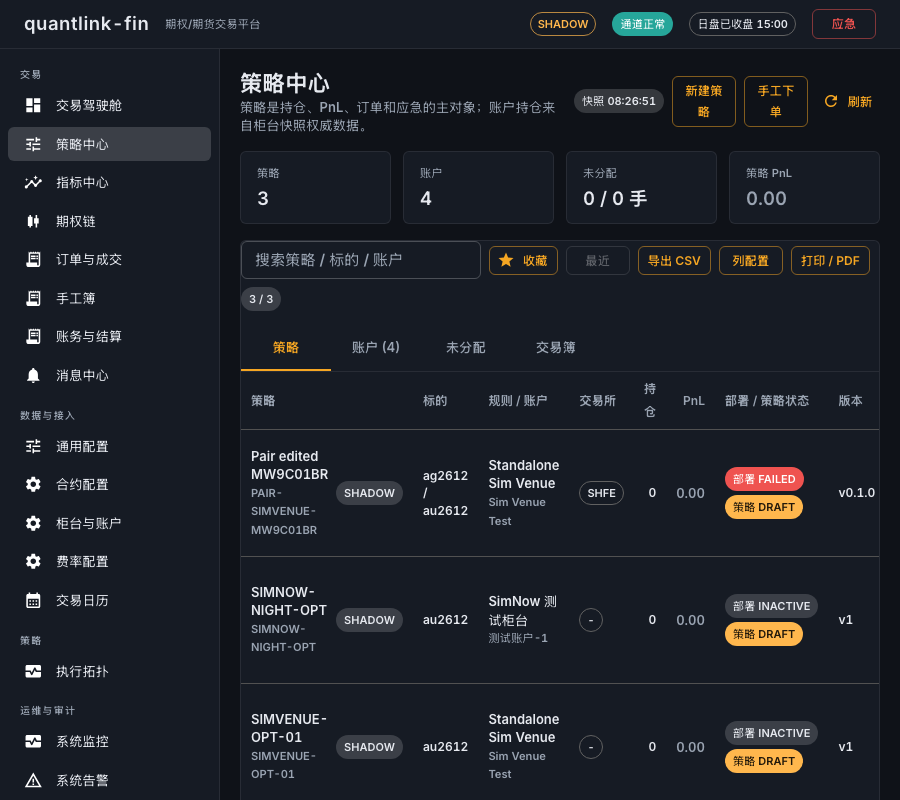 quantlink-fin 期权/期货交易平台 SHADOW 通道正常 日盘已收盘 15:00 应急
交易
交易驾驶舱
策略中心
指标中心
期权链
订单与成交
手工簿
账务与结算
消息中心
数据与接入
通用配置
合约配置
柜台与账户
费率配置
交易日历
策略
执行拓扑
运维与审计
系统监控
系统告警
策略中心
策略是持仓、PnL、订单和应急的主对象；账户持仓来
自柜台快照权威数据。
快照 08:26:51
新建策
略
手工下
单
刷新
策略
3
账户
4
未分配
0 / 0 手
策略 PnL
0.00
搜索策略 / 标的 / 账户 收藏 最近 导出 CSV 列配置 打印 / PDF
3 / 3
策略 账户 (4) 未分配 交易簿
策略 标的 规则 / 账户 交易所 持
仓 PnL 部署 / 策略状态 版本
Pair edited
MW9C01BR
PAIR-
SIMVENUE-
MW9C01BR
SHADOW
ag2612
/
au2612
Standalone
Sim Venue
Sim Venue
Test
SHFE
0
0.00
部署 FAILED
策略 DRAFT
v0.1.0
SIMNOW-
NIGHT-OPT
SIMNOW-
NIGHT-OPT
SHADOW
au2612
SimNow 测
试柜台
测试账户-1
-
0
0.00
部署 INACTIVE
策略 DRAFT
v1
SIMVENUE-
OPT-01
SIMVENUE-
OPT-01
SHADOW
au2612
Standalone
Sim Venue
Sim Venue
Test
-
0
0.00
部署 INACTIVE
策略 DRAFT
v1